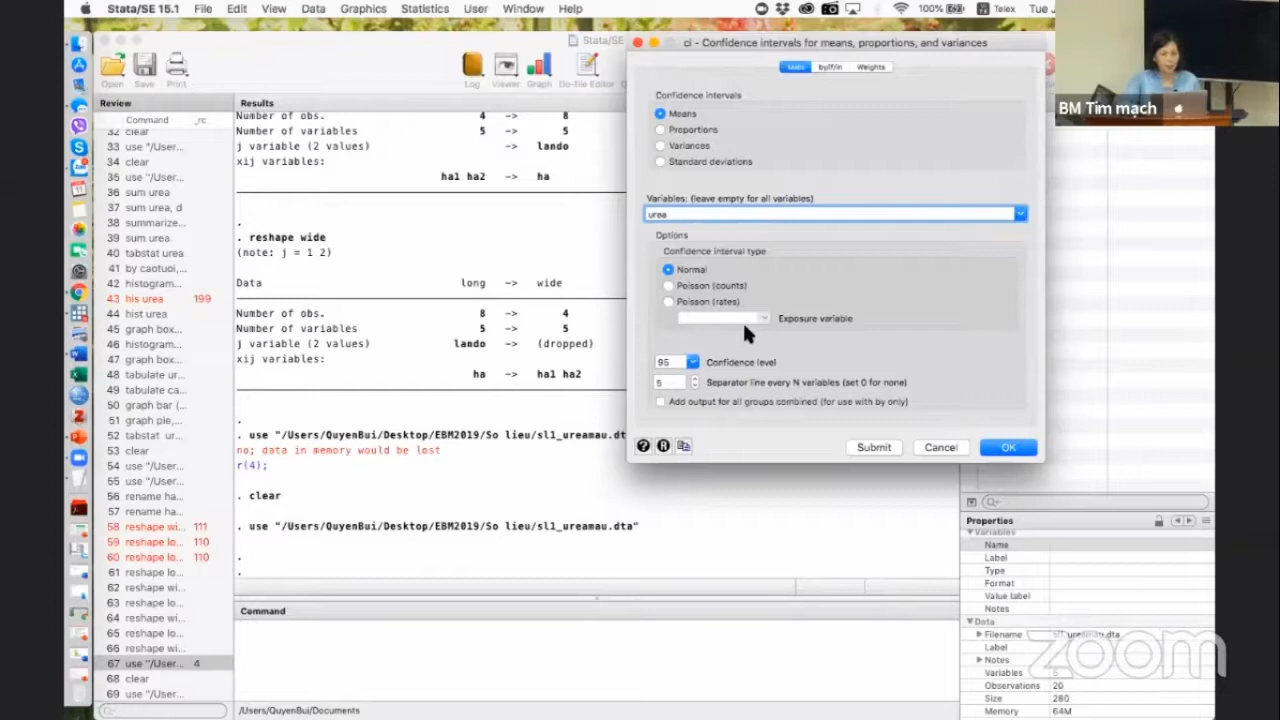 Stata/SE 15.1 File Edit View Data Graphics Statistics User Window Help
100% Telex Tue
BM Tim mach
Stata/SE
Open Save Print Log Viewer Graph Do-file Editor
Review
Command _rc
32 clear
33 use "/User...
34 clear
35 use "/User...
36 sum urea
37 sum urea, d
38 summarize...
39 sum urea
40 tabstat urea
41 by caotuoi,...
42 histogram...
43 his urea 199
44 hist urea
45 graph box...
46 histogram...
47 graph box...
48 tabulate ur...
49 tabulate ca...
50 graph bar (...
51 graph pie,...
52 tabstat ur...
53 clear
54 use "/User...
55 use "/User...
56 rename ha...
57 rename ha...
58 reshape wi... 111
59 reshape lo... 110
60 reshape lo... 110
61 reshape lo...
62 reshape wi...
63 reshape lo...
64 reshape wi...
65 reshape lo...
66 reshape wi...
67 use "/User... 4
68 clear
69 use "/User...
Results
Number of obs. 4 -> 8
Number of variables 5 -> 5
j variable (2 values) -> lando
xij variables:
ha1 ha2 -> ha
.
. reshape wide
(note: j = 1 2)
Data long -> wide
Number of obs. 8 -> 4
Number of variables 5 -> 5
j variable (2 values) lando -> (dropped)
xij variables:
ha -> ha1 ha2
.
. use "/Users/QuyenBui/Desktop/EBM2019/So lieu/sl1_ureamau.dt
no; data in memory would be lost
r(4);
. clear
. use "/Users/QuyenBui/Desktop/EBM2019/So lieu/sl1_ureamau.dta"
.
.
Command
/Users/QuyenBui/Documents
ci - Confidence intervals for means, proportions, and variances
Main by/if/in Weights
Confidence intervals
Means
Proportions
Variances
Standard deviations
Variables: (leave empty for all variables)
urea
Options
Confidence interval type
Normal
Poisson (counts)
Poisson (rates)
Exposure variable
95 Confidence level
5 Separator line every N variables (set 0 for none)
Add output for all groups combined (for use with by only)
? R
Submit Cancel OK
Properties
Variables
Name
Label
Type
Format
Value label
Notes
Data
Filename sl1_ureamau.dta
Label
Notes
Variables 5
Observations 20
Size 280
Memory 64M
zoom